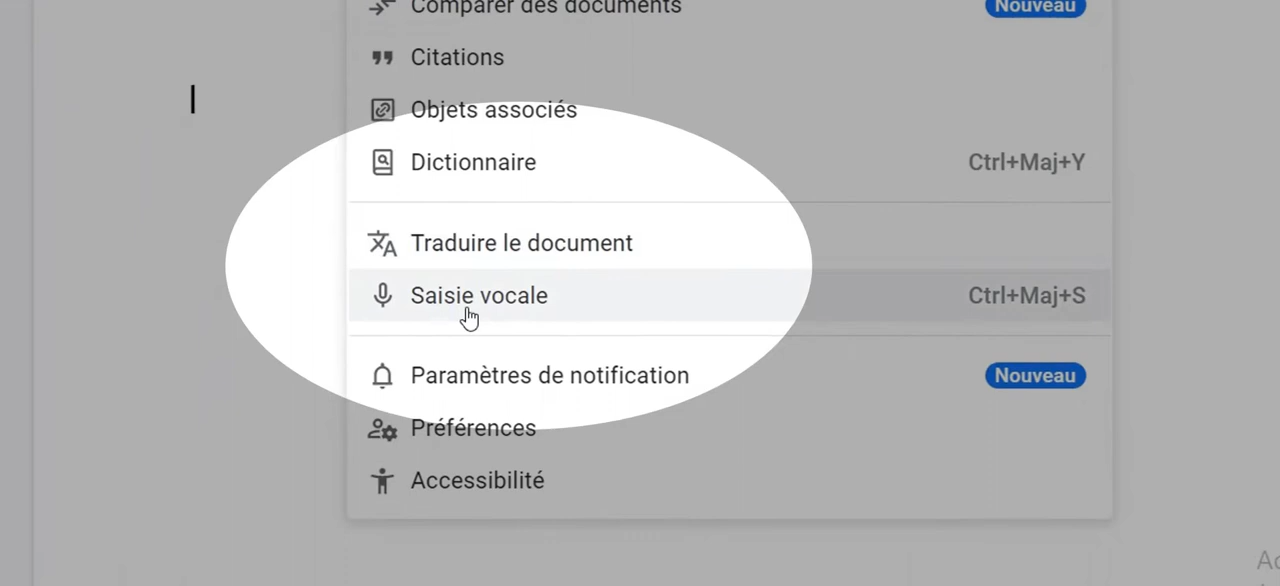 Comparer des documents Nouveau
Citations
Objets associés
Dictionnaire Ctrl+Maj+Y
Traduire le document
Saisie vocale Ctrl+Maj+S
Paramètres de notification Nouveau
Préférences
Accessibilité